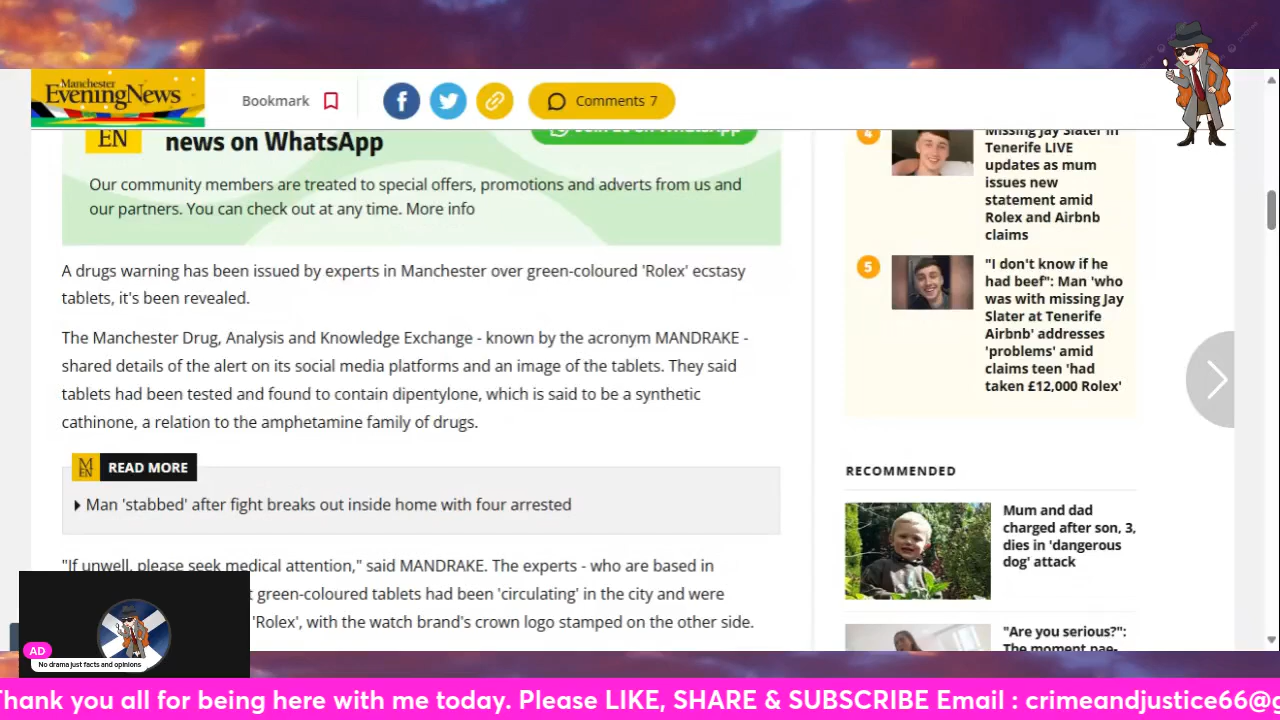 Manchester
Evening News
Bookmark
Comments 7
EN
news on WhatsApp
Our community members are treated to special offers, promotions and adverts from us and
our partners. You can check out at any time. More info
A drugs warning has been issued by experts in Manchester over green-coloured 'Rolex' ecstasy
tablets, it's been revealed.
The Manchester Drug, Analysis and Knowledge Exchange - known by the acronym MANDRAKE -
shared details of the alert on its social media platforms and an image of the tablets. They said
tablets had been tested and found to contain dipentylone, which is said to be a synthetic
cathinone, a relation to the amphetamine family of drugs.
M
EN
READ MORE
Man 'stabbed' after fight breaks out inside home with four arrested
"If unwell, please seek medical attention," said MANDRAKE. The experts - who are based in
green-coloured tablets had been 'circulating' in the city and were
'Rolex', with the watch brand's crown logo stamped on the other side.
4
Missing Jay Slater in
Tenerife LIVE
updates as mum
issues new
statement amid
Rolex and Airbnb
claims
5
"I don't know if he
had beef": Man 'who
was with missing Jay
Slater at Tenerife
Airbnb' addresses
'problems' amid
claims teen 'had
taken £12,000 Rolex'
RECOMMENDED
Mum and dad
charged after son, 3,
dies in 'dangerous
dog' attack
"Are you serious?":
The moment
AD
No drama just facts and opinions
Thank you all for being here with me today. Please LIKE, SHARE & SUBSCRIBE Email : crimeandjustice66@g